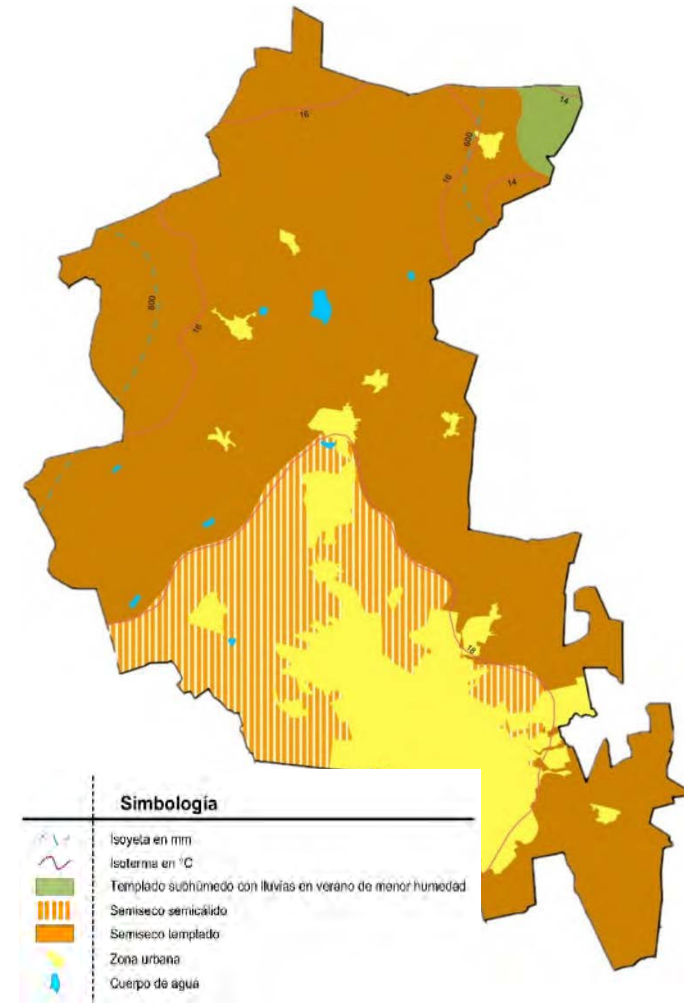 14
16
600
16
14
600
16
18
Simbología
Isoyeta en mm
Isoterma en °C
Templado subhúmedo con lluvias en verano de menor humedad
Semiseco semicálido
Semiseco templado
Zona urbana
Cuerpo de agua